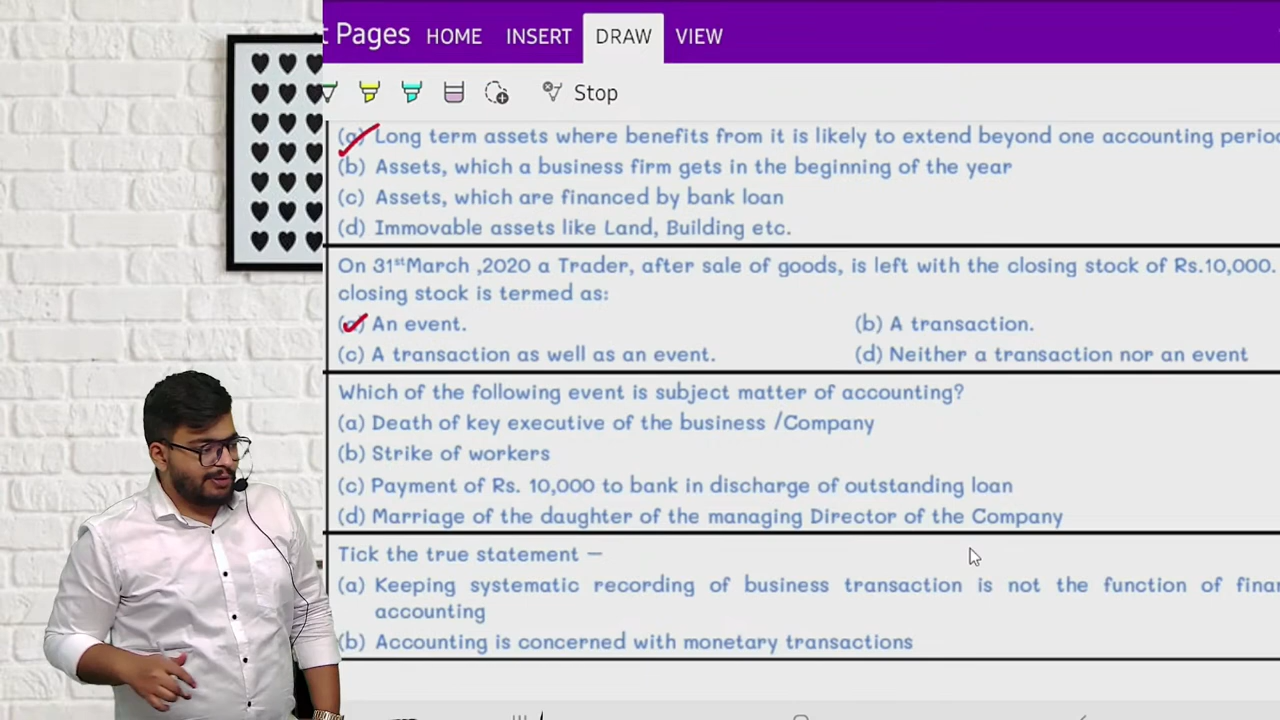 t Pages HOME INSERT DRAW VIEW
Stop
(a) Long term assets where benefits from it is likely to extend beyond one accounting perio
(b) Assets, which a business firm gets in the beginning of the year
(c) Assets, which are financed by bank loan
(d) Immovable assets like Land, Building etc.
On 31stMarch ,2020 a Trader, after sale of goods, is left with the closing stock of Rs.10,000.
closing stock is termed as:
(a) An event. (b) A transaction.
(c) A transaction as well as an event. (d) Neither a transaction nor an event
Which of the following event is subject matter of accounting?
(a) Death of key executive of the business /Company
(b) Strike of workers
(c) Payment of Rs. 10,000 to bank in discharge of outstanding loan
(d) Marriage of the daughter of the managing Director of the Company
Tick the true statement –
(a) Keeping systematic recording of business transaction is not the function of finan
accounting
(b) Accounting is concerned with monetary transactions